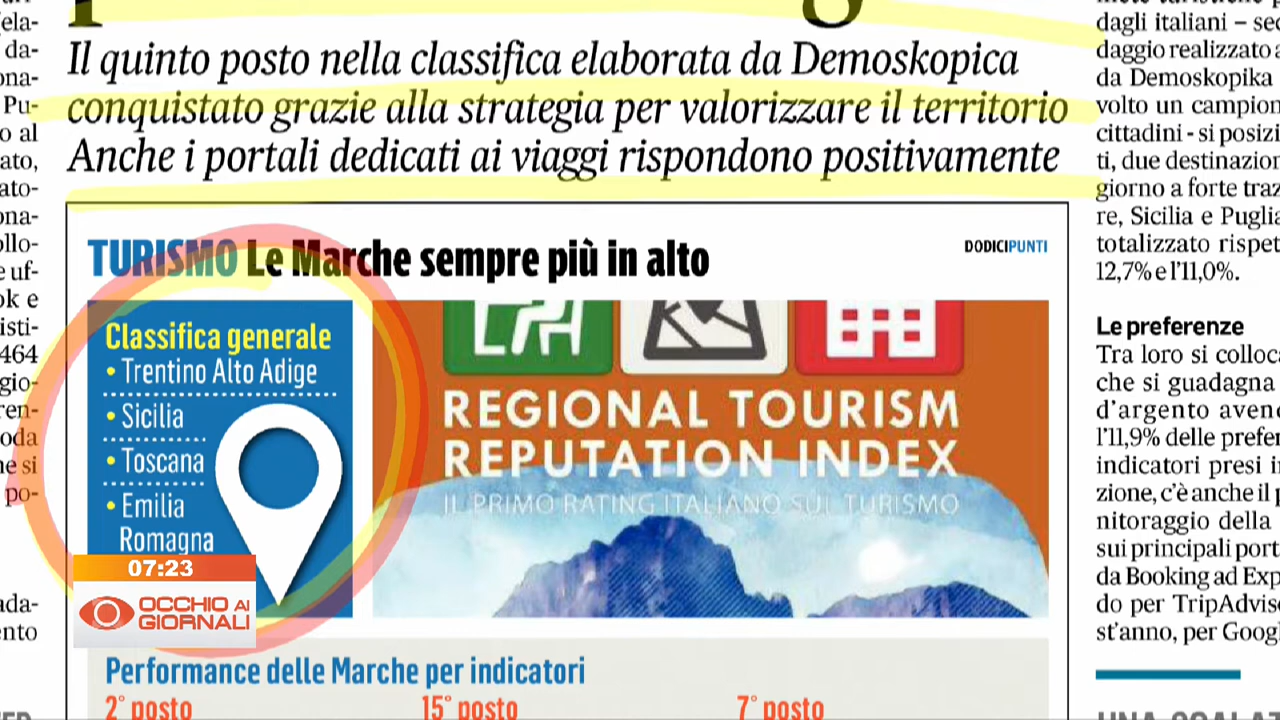 Il quinto posto nella classifica elaborata da Demoskopica
conquistato grazie alla strategia per valorizzare il territorio
Anche i portali dedicati ai viaggi rispondono positivamente
TURISMO Le Marche sempre più in alto
DODICIPUNTI
Classifica generale
• Trentino Alto Adige
• Sicilia
• Toscana
• Emilia
Romagna
REGIONAL TOURISM
REPUTATION INDEX
IL PRIMO RATING ITALIANO SUL TURISMO
07:23
OCCHIO AI
GIORNALI
Performance delle Marche per indicatori
2° posto
15° posto
7° posto
dagli italiani – sec
daggio realizzato
da Demoskopika
volto un campion
cittadini - si posizi
ti, due destinazion
giorno a forte traz
re, Sicilia e Puglia
totalizzato rispet
12,7% e l'11,0%.
Le preferenze
Tra loro si colloca
che si guadagna
d'argento aven
l'11,9% delle prefer
indicatori presi i
zione, c'è anche il
nitoraggio della
sui principali port
da Booking ad Exp
do per TripAdviso
st'anno, per Googl